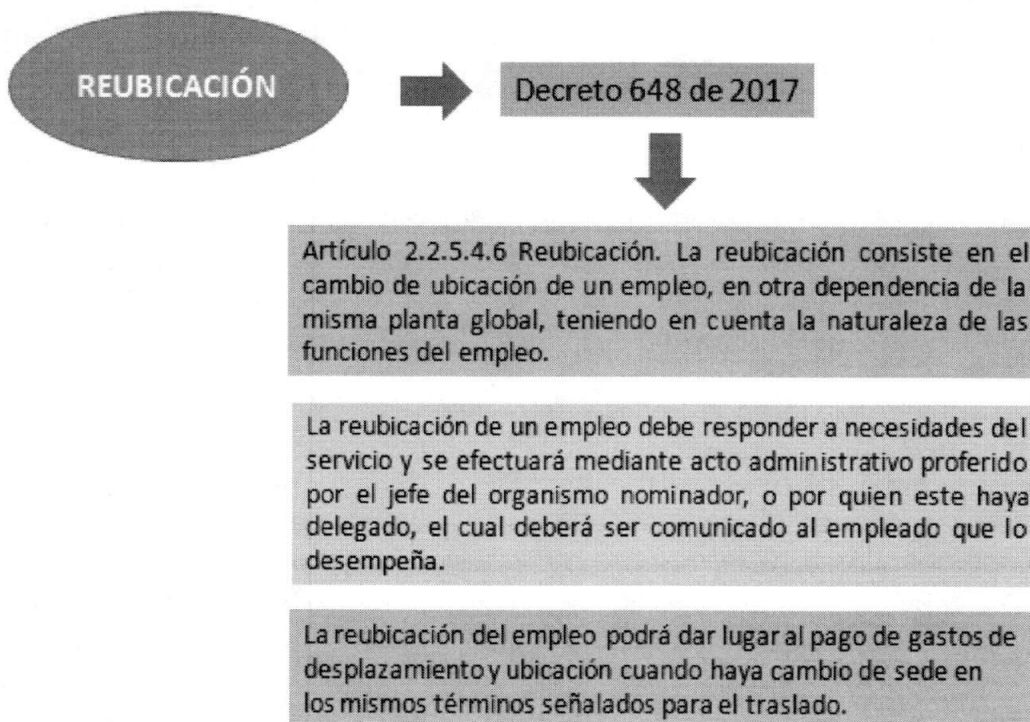 REUBICACIÓN
Decreto 648 de 2017
Artículo 2.2.5.4.6 Reubicación. La reubicación consiste en el
cambio de ubicación de un empleo, en otra dependencia de la
misma planta global, teniendo en cuenta la naturaleza de las
funciones del empleo.
La reubicación de un empleo debe responder a necesidades del
servicio y se efectuará mediante acto administrativo proferido
por el jefe del organismo nominador, o por quien este haya
delegado, el cual deberá ser comunicado al empleado que lo
desempeña.
La reubicación del empleo podrá dar lugar al pago de gastos de
desplazamiento y ubicación cuando haya cambio de sede en
los mismos términos señalados para el traslado.